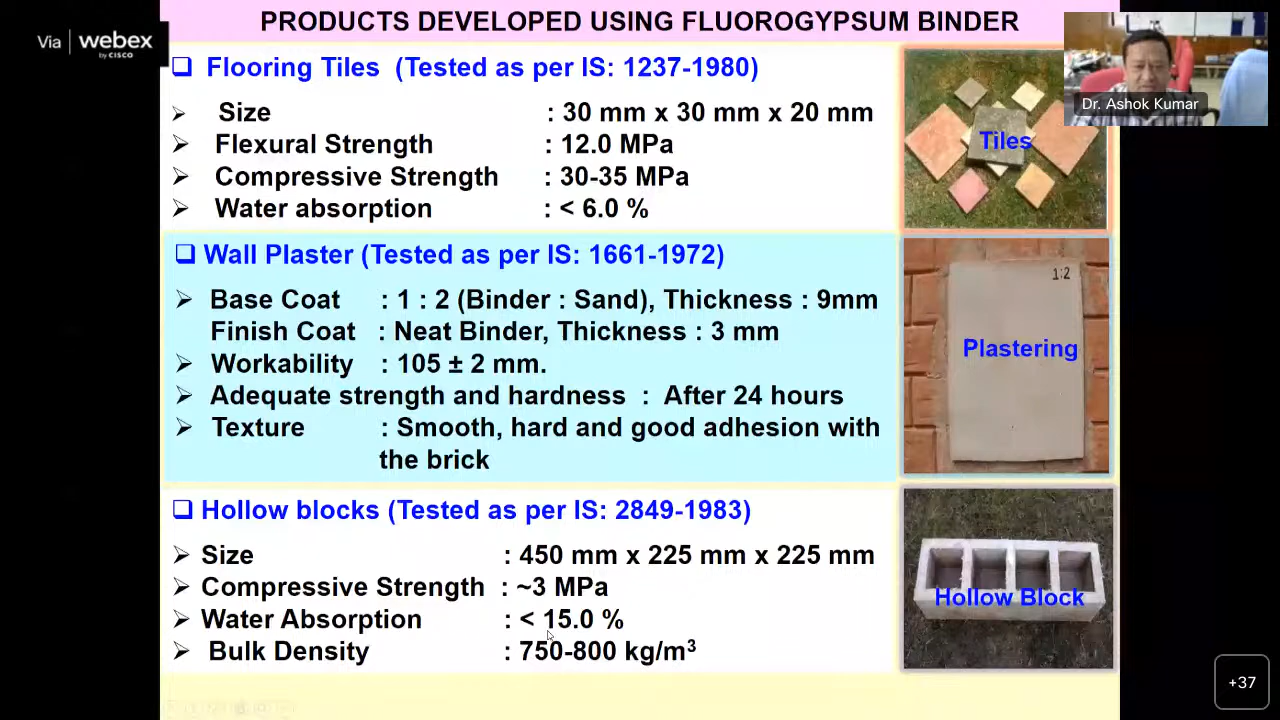 PRODUCTS DEVELOPED USING FLUOROGYPSUM BINDER
Via | webex
by CISCO
❑ Flooring Tiles (Tested as per IS: 1237-1980)
➢ Size : 30 mm x 30 mm x 20 mm
➢ Flexural Strength : 12.0 MPa
➢ Compressive Strength : 30-35 MPa
➢ Water absorption : < 6.0 %
Tiles
Dr. Ashok Kumar
❑ Wall Plaster (Tested as per IS: 1661-1972)
➢ Base Coat : 1 : 2 (Binder : Sand), Thickness : 9mm
Finish Coat : Neat Binder, Thickness : 3 mm
➢ Workability : 105 ± 2 mm.
➢ Adequate strength and hardness : After 24 hours
➢ Texture : Smooth, hard and good adhesion with
the brick
1:2
Plastering
❑ Hollow blocks (Tested as per IS: 2849-1983)
➢ Size : 450 mm x 225 mm x 225 mm
➢ Compressive Strength : ~3 MPa
➢ Water Absorption : < 15.0 %
➢ Bulk Density : 750-800 kg/m³
Hollow Block
+37